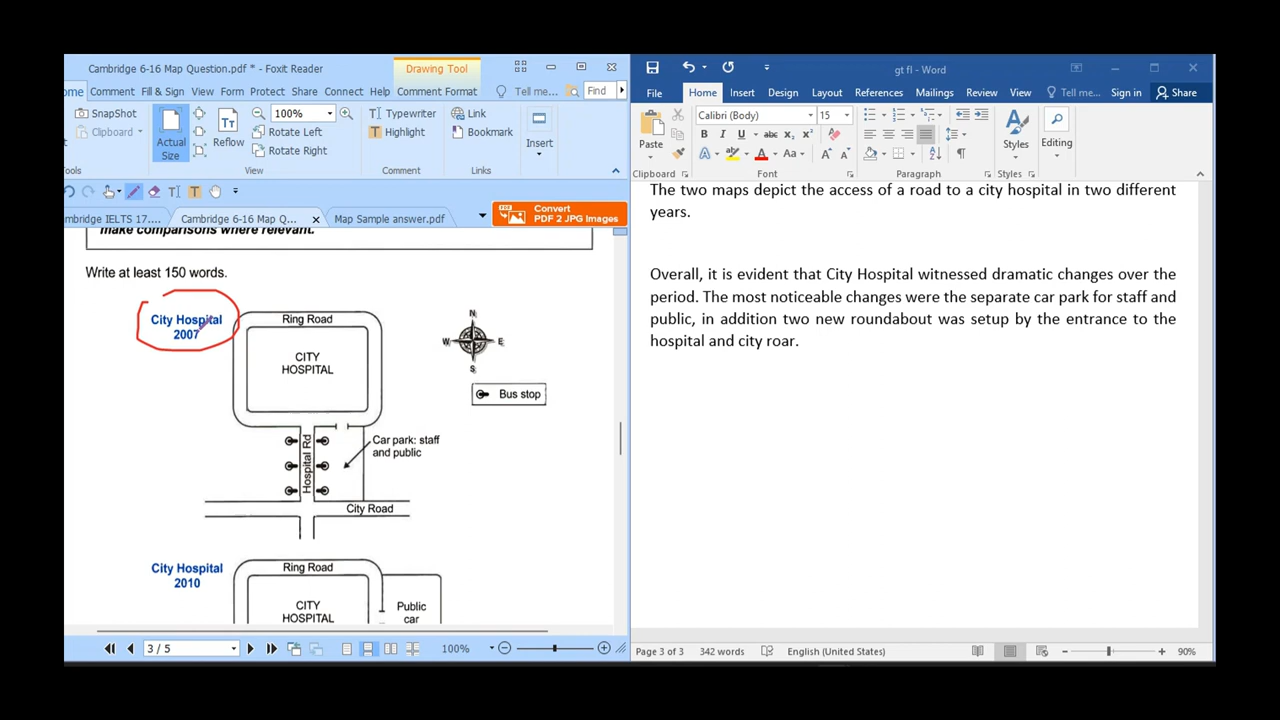 Cambridge 6-16 Map Question.pdf * - Foxit Reader
Drawing Tool
ome Comment Fill & Sign View Form Protect Share Connect Help Comment Format Tell me... Find
SnapShot
Clipboard
Actual Size
Reflow
100%
Rotate Left
Rotate Right
Typewriter
Highlight
Link
Bookmark
Insert
Tools View Comment Links
mbridge IELTS 17.... Cambridge 6-16 Map Q... Map Sample answer.pdf
Convert
PDF 2 JPG Images
make comparisons where relevant.
Write at least 150 words.
City Hospital
2007
Ring Road
CITY
HOSPITAL
N
W E
S
Bus stop
Hospital Rd
Car park: staff
and public
City Road
City Hospital
2010
Ring Road
CITY
HOSPITAL
Public
car
3 / 5
100%
gt fl - Word
File Home Insert Design Layout References Mailings Review View Tell me... Sign in Share
Paste
Calibri (Body) 15
B I U abc x₂ x²
A A Aa A A
Styles
Editing
Clipboard Font Paragraph Styles
The two maps depict the access of a road to a city hospital in two different
years.
Overall, it is evident that City Hospital witnessed dramatic changes over the
period. The most noticeable changes were the separate car park for staff and
public, in addition two new roundabout was setup by the entrance to the
hospital and city roar.
Page 3 of 3 342 words English (United States) 90%